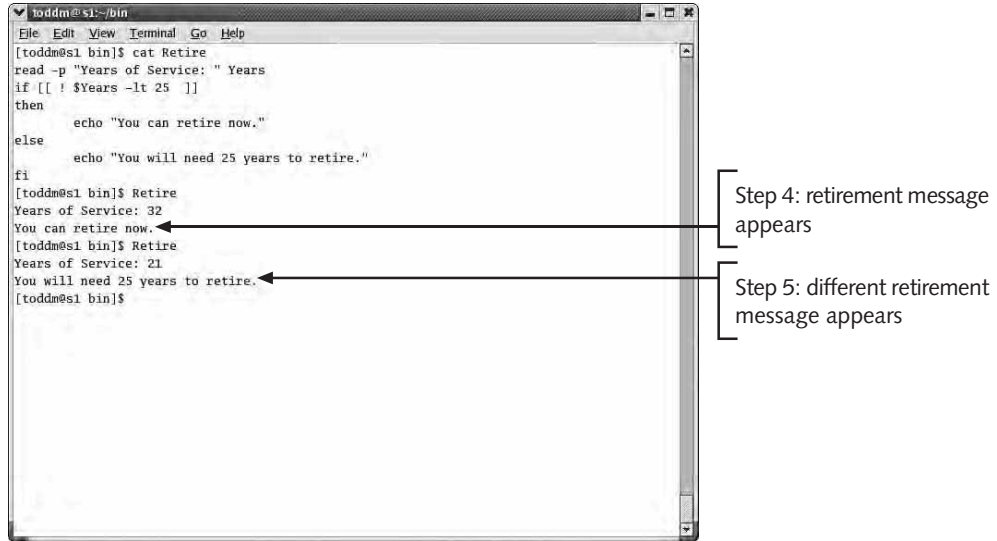 toddm@s1:~/bin
File Edit View Terminal Go Help
[toddm@s1 bin]$ cat Retire
read -p "Years of Service: " Years
if [[ ! $Years -lt 25  ]]
then
        echo "You can retire now."
else
        echo "You will need 25 years to retire."
fi
[toddm@s1 bin]$ Retire
Years of Service: 32
You can retire now.
[toddm@s1 bin]$ Retire
Years of Service: 21
You will need 25 years to retire.
[toddm@s1 bin]$
Step 4: retirement message
appears
Step 5: different retirement
message appears